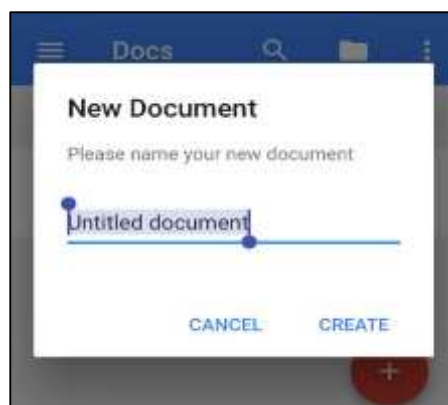 Docs
New Document
Please name your new document
Untitled document
CANCEL CREATE